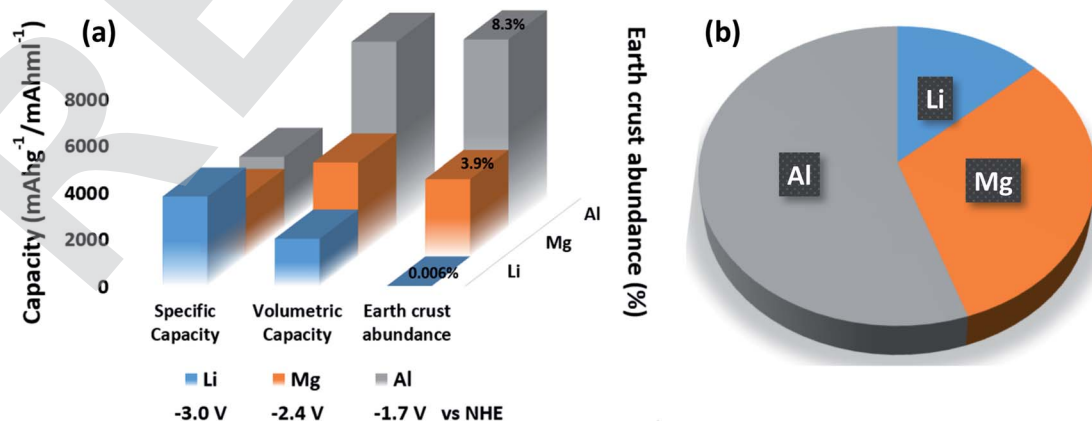 (a)
Capacity (mAhg-1/mAhml-1)
8000
6000
4000
2000
0
8.3%
3.9%
0.006%
Al
Mg
Li
Specific
Capacity
Volumetric
Capacity
Earth crust
abundance
Earth crust abundance (%)
Li Mg Al
-3.0 V -2.4 V -1.7 V vs NHE
(b)
Li
Mg
Al